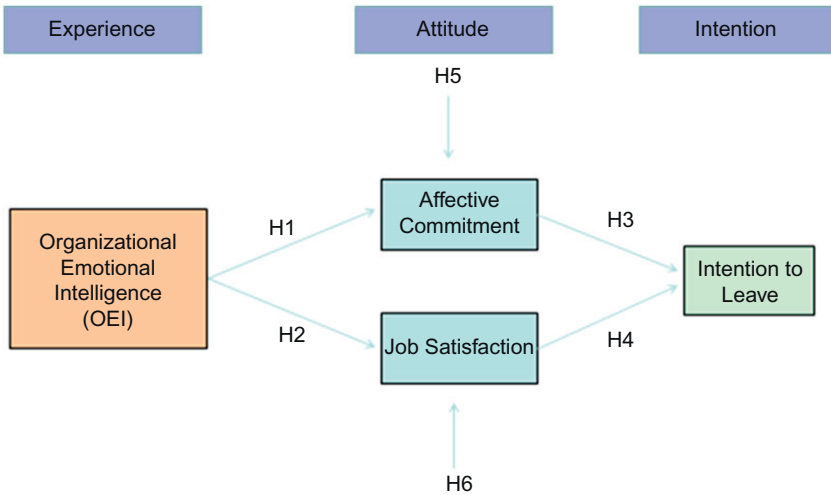 Experience
Attitude
Intention
H5
Affective
Commitment
H1
H3
Organizational
Emotional
Intelligence
(OEI)
Intention to
Leave
H2
Job Satisfaction
H4
H6